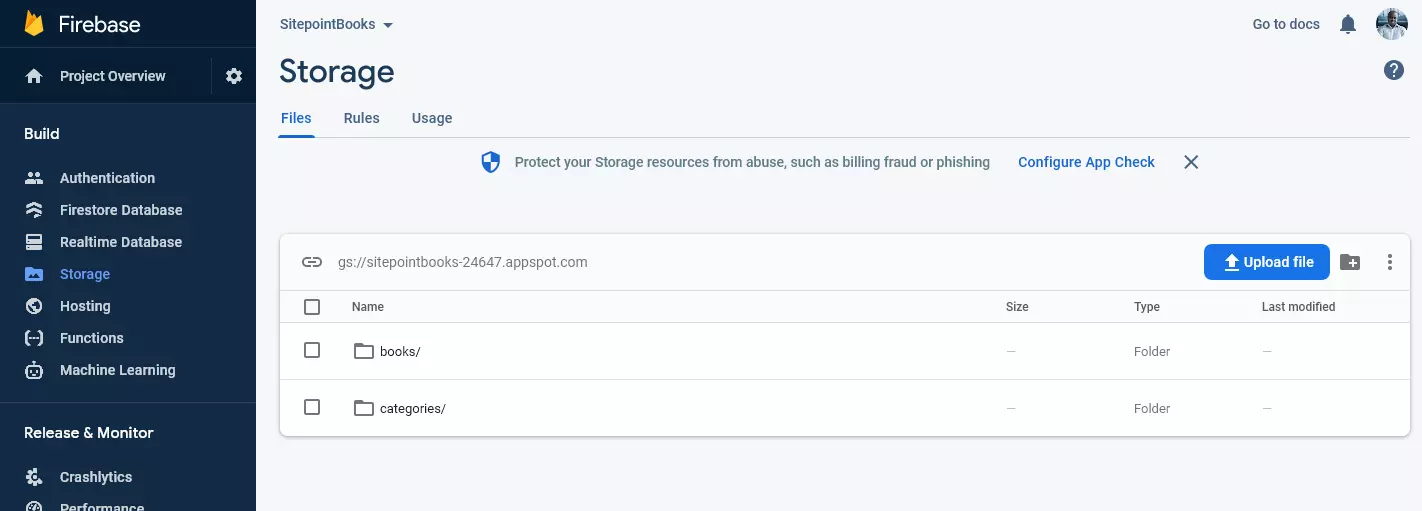 Firebase
Project Overview
Build
Authentication
Firestore Database
Realtime Database
Storage
Hosting
Functions
Machine Learning
Release & Monitor
Crashlytics
Performance
SitepointBooks
Go to docs
Storage
Files Rules Usage
Protect your Storage resources from abuse, such as billing fraud or phishing Configure App Check
gs://sitepointbooks-24647.appspot.com Upload file
Name Size Type Last modified
books/ — Folder —
categories/ — Folder —